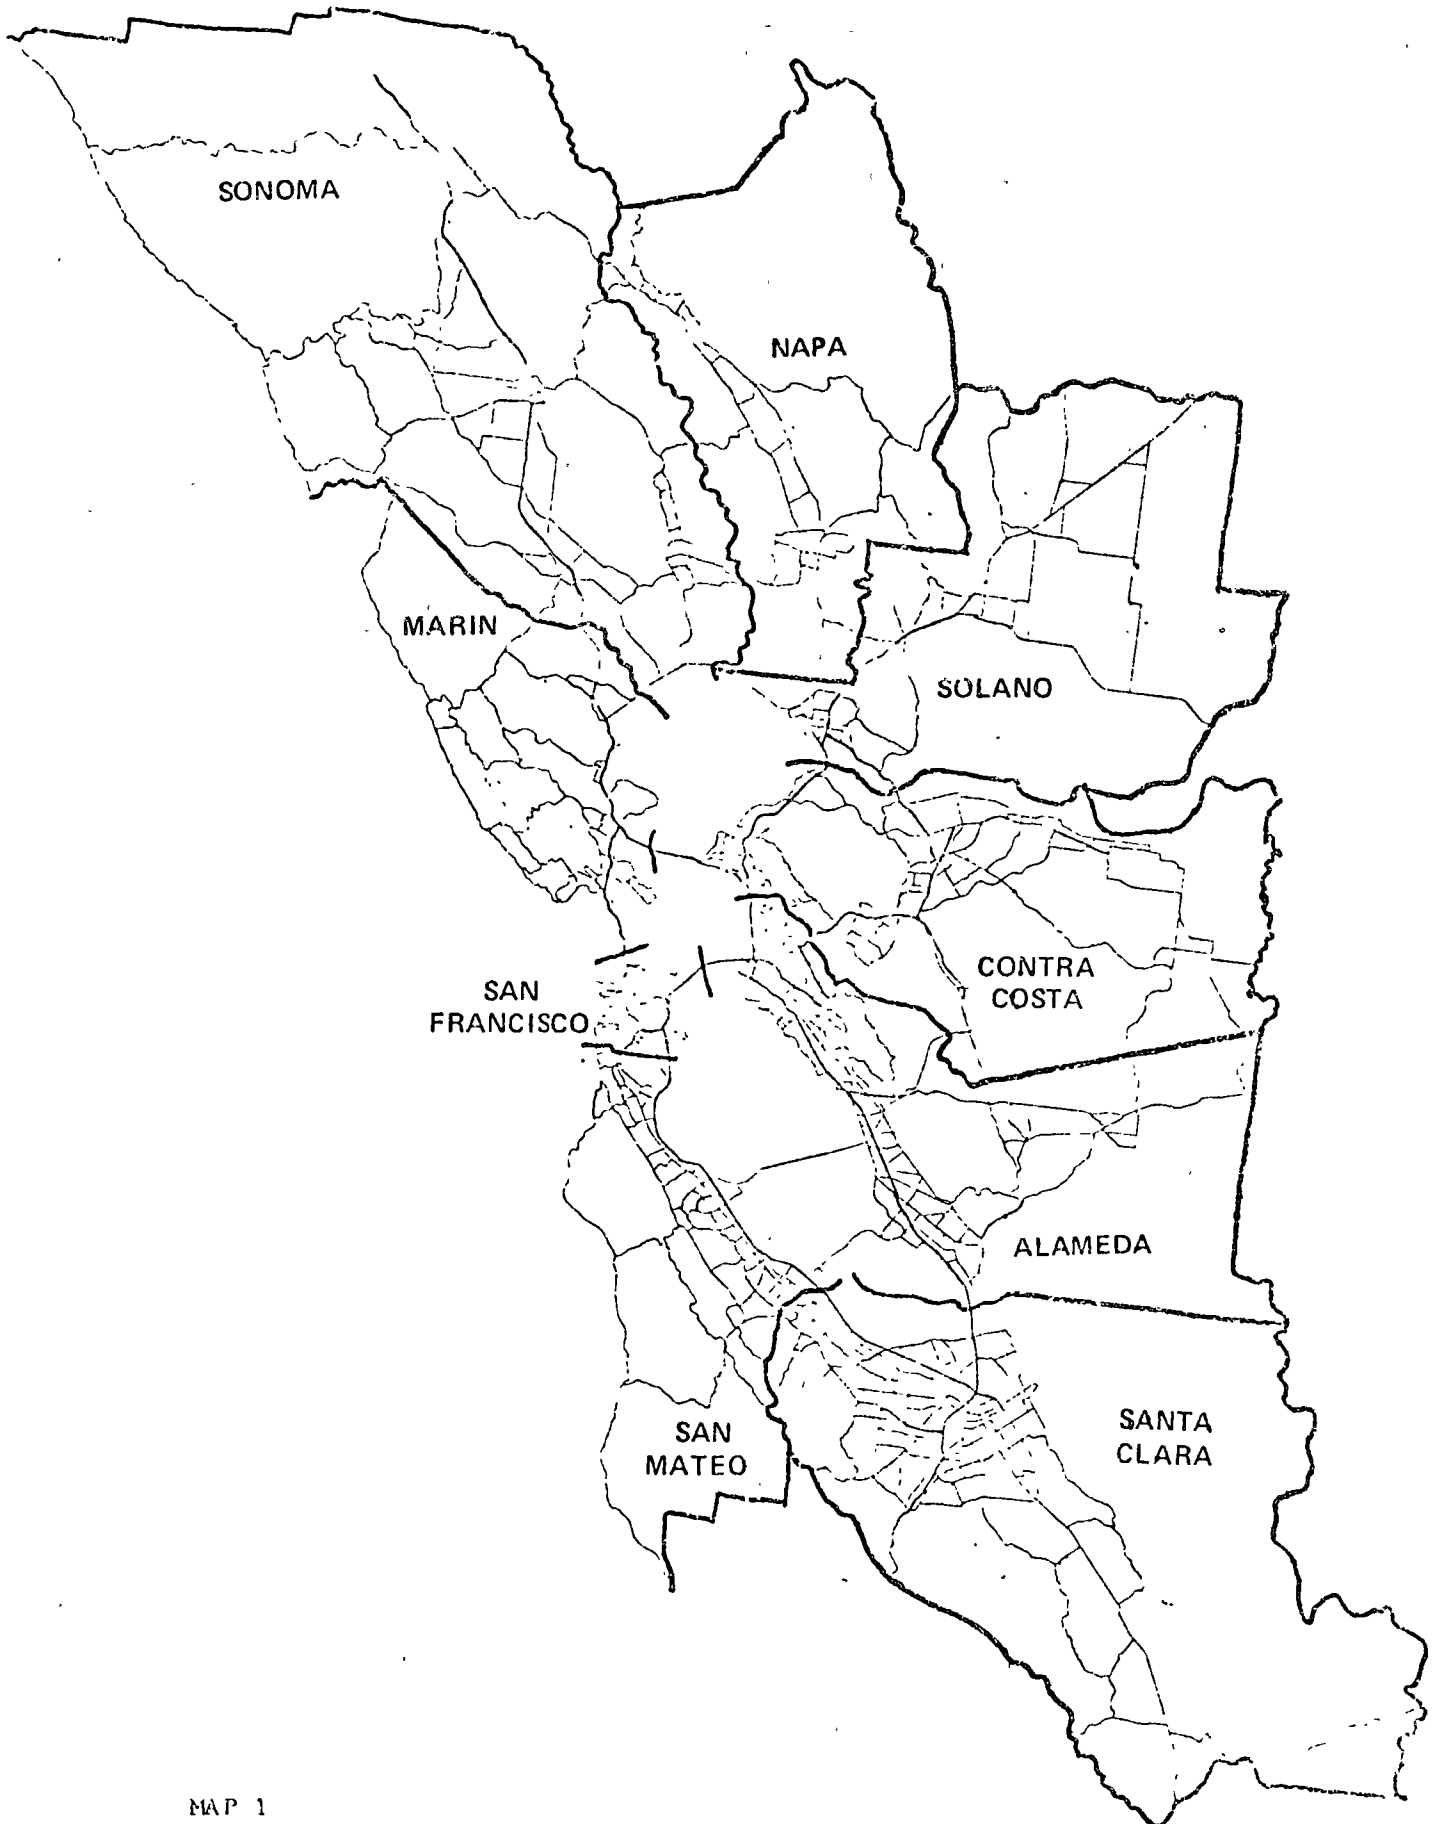 SONOMA
NAPA
MARIN
SOLANO
CONTRA
COSTA
SAN
FRANCISCO
ALAMEDA
SANTA
CLARA
SAN
MATEO
MAP 1